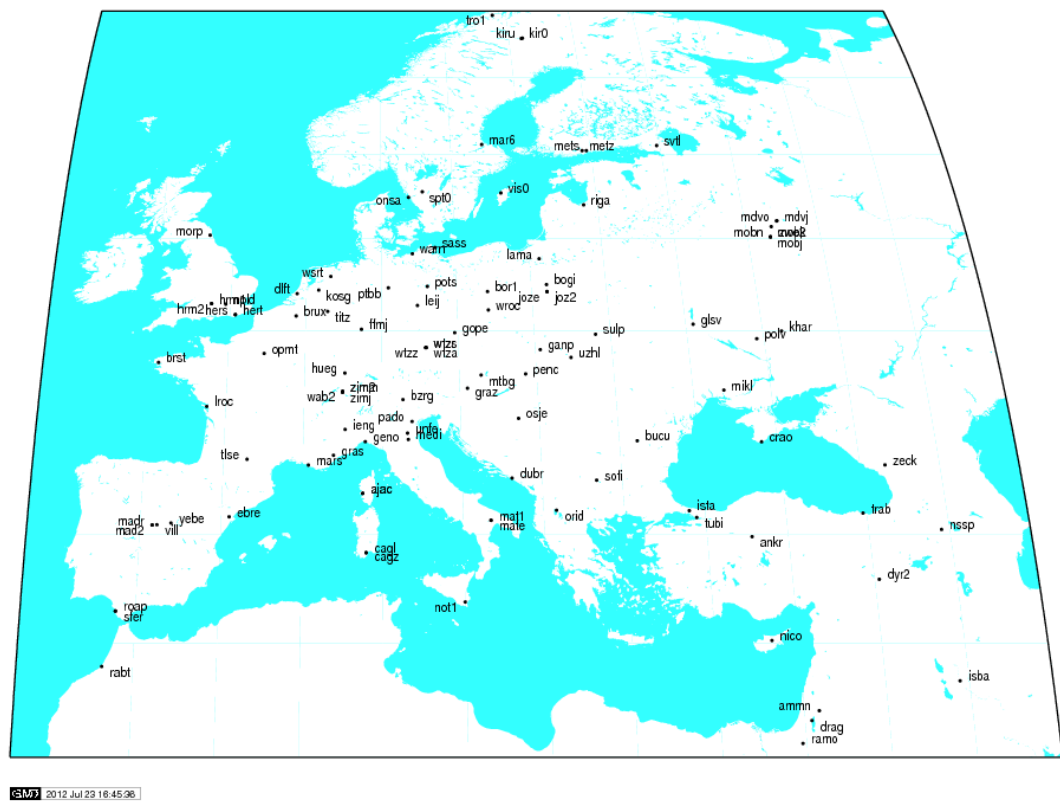 tro1
kiru kir0
mar6
mets metz
svtl
onsa
spt0
vis0
riga
morp
mdvo mdvj
mobn
mobj
sass
lama
wsrt
dlft
kosg
ptbb
pots
leij
bor1
bogi
joze joz2
wroc
hrm2
hers
hert
brux
titz
ffmj
gope
sulp
glsv
polv
khar
opmt
wtzz
wtza
ganp
uzhl
brst
hueg
wab2
zimj
mtbg
penc
graz
mikl
bzrg
lroc
pado
osje
ieng
geno
medi
bucu
crao
tlse
gras
mars
zeck
dubr
sofi
ajac
madr
mad2
yebe
vill
ebre
mat1
mate
orid
ista
tubi
trab
nssp
ankr
cagl
cagz
dyr2
roap
sfer
not1
nico
rabt
isba
ammn
drag
ramo
GMT 2012 Jul 23 16:45:36